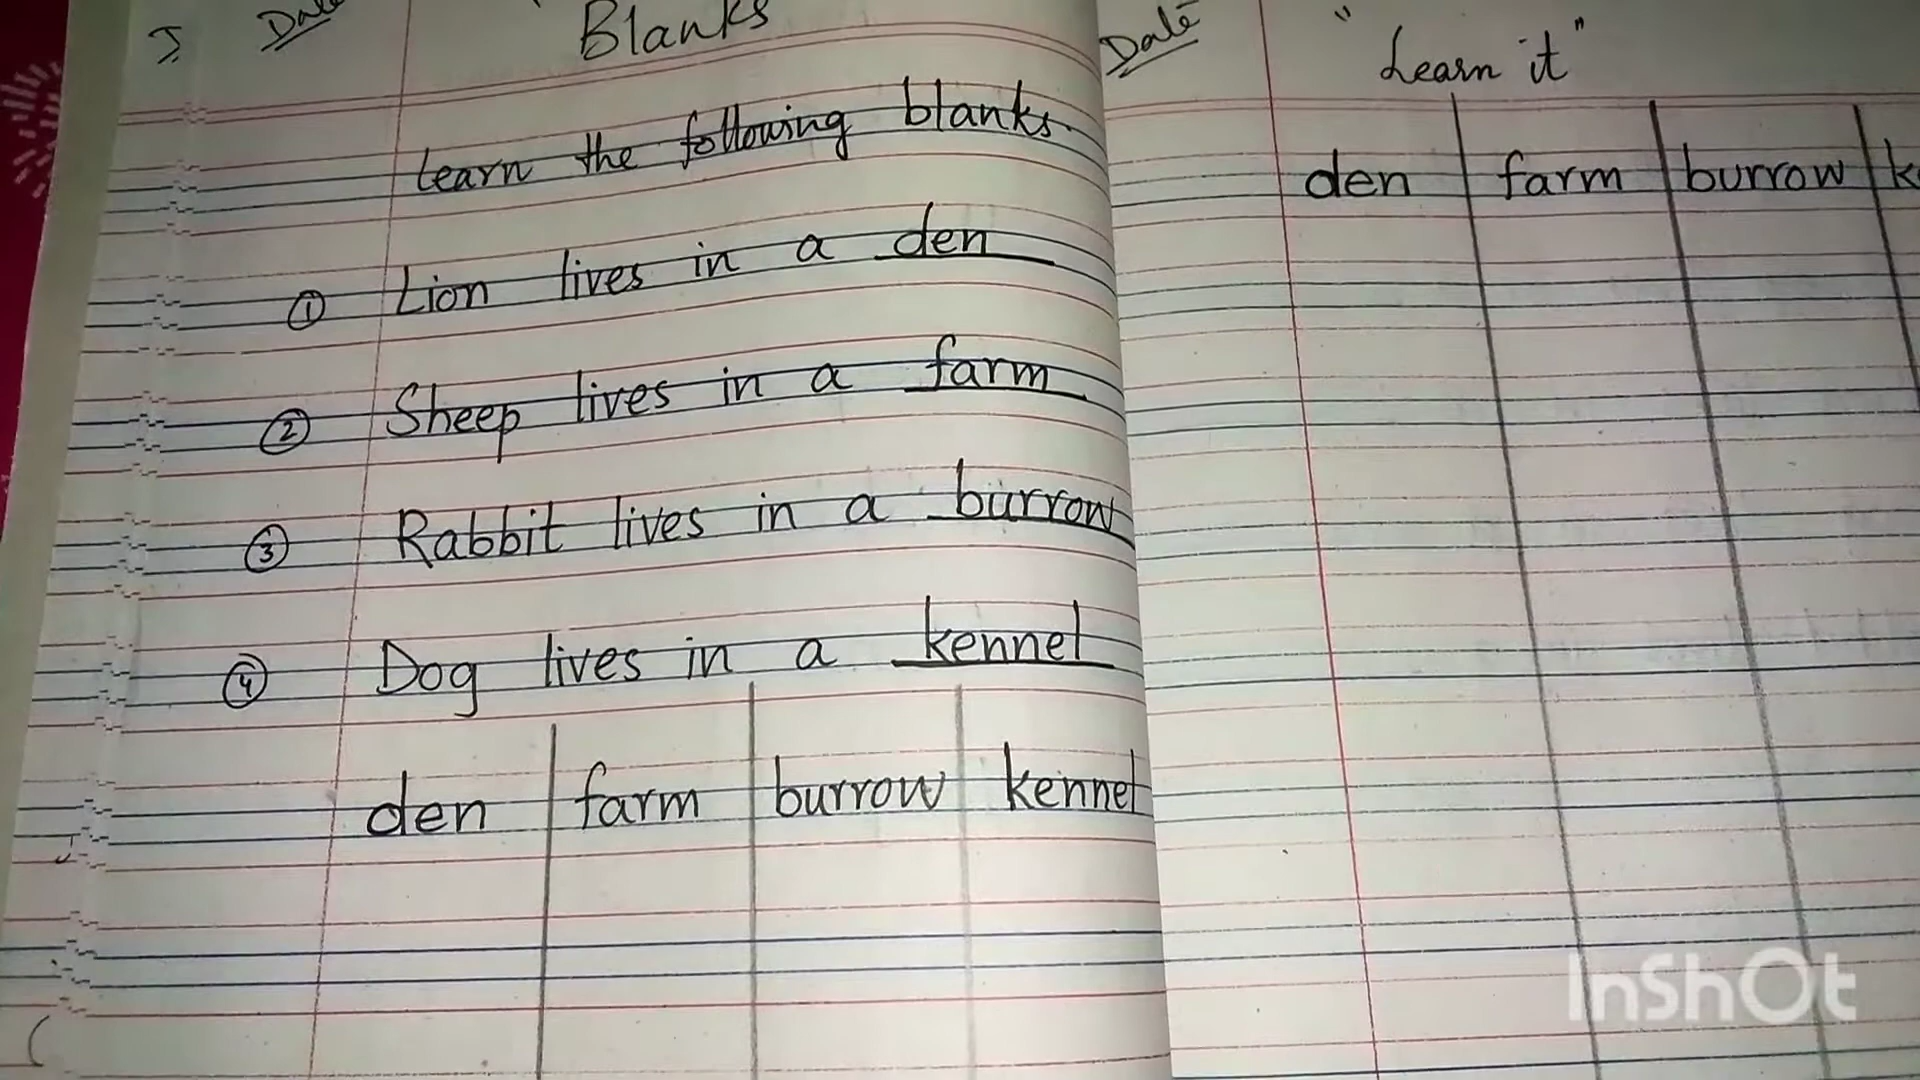 Date
Blanks
Learn the following blanks.
① Lion lives in a den
② Sheep lives in a farm
③ Rabbit lives in a burrow
④ Dog lives in a kennel
den farm burrow kennel
Date
"Learn it"
den farm burrow
InShOt